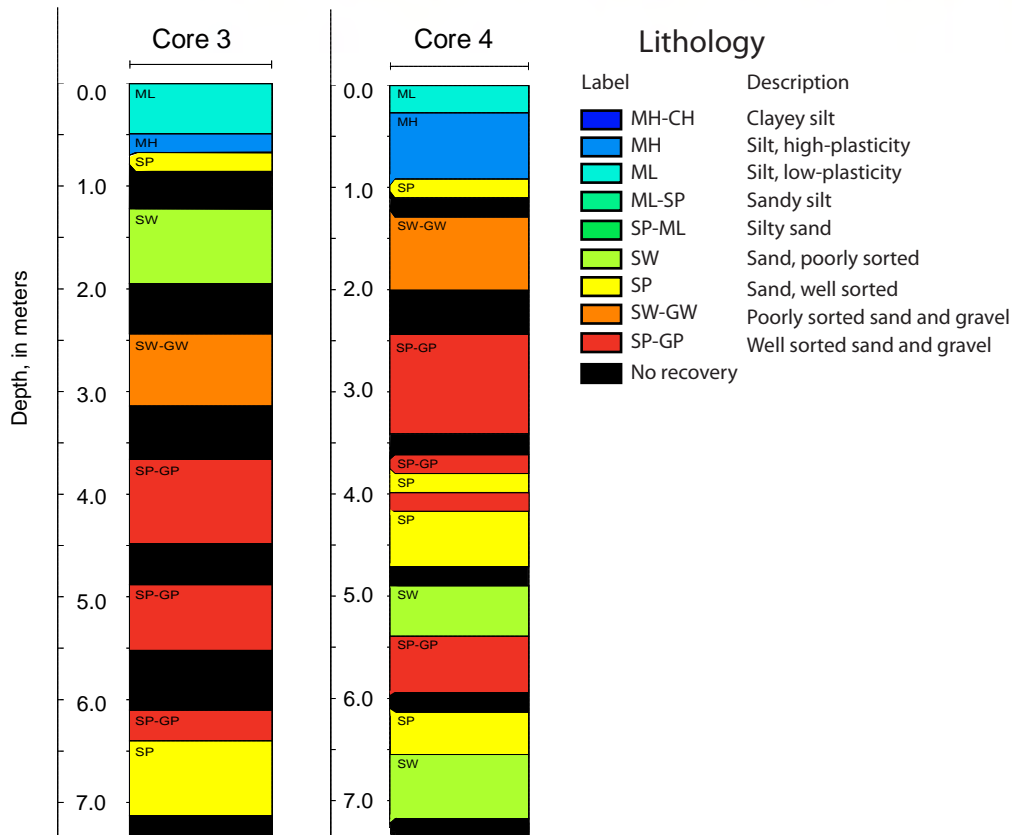 Core 3
Core 4
Lithology
Label
Description
MH-CH
Clayey silt
MH
Silt, high-plasticity
ML
Silt, low-plasticity
ML-SP
Sandy silt
SP-ML
Silty sand
SW
Sand, poorly sorted
SP
Sand, well sorted
SW-GW
Poorly sorted sand and gravel
SP-GP
Well sorted sand and gravel
No recovery
Depth, in meters
0.0
1.0
2.0
3.0
4.0
5.0
6.0
7.0
ML
MH
SP
SW
SW-GW
SP-GP
SP-GP
SP-GP
SP
0.0
1.0
2.0
3.0
4.0
5.0
6.0
7.0
ML
MH
SP
SW-GW
SP-GP
SP-GP
SP
SP
SW
SP-GP
SP
SW